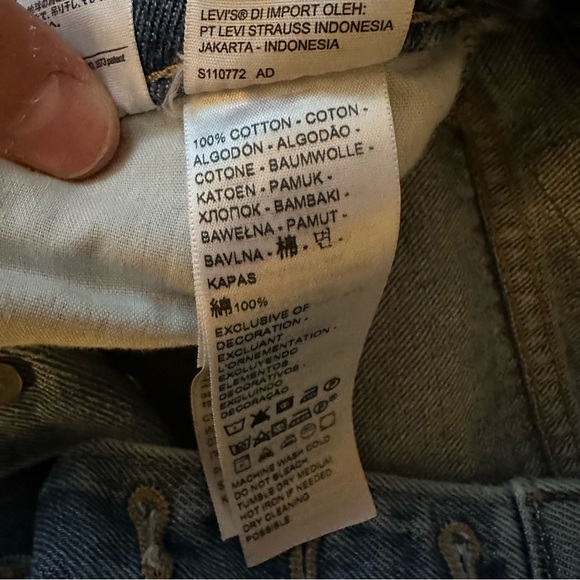 LEVI'S® DI IMPORT OLEH:
PT LEVI STRAUSS INDONESIA
JAKARTA - INDONESIA
S110772 AD
100% COTTON - COTON -
ALGODÓN - ALGODÃO -
COTONE - BAUMWOLLE -
KATOEN - PAMUK -
ХЛОПОК - BAMBAKI -
BAWEŁNA - PAMUT -
BAVLNA - 棉 - 면 -
KAPAS
綿100%
EXCLUSIVE OF
DECORATION -
EXCLUANT
L'ORNEMENTATION -
EXCLUYENDO
ELEMENTOS
DECORATIVOS -
EXCLUINDO
DECORAÇÃO
MACHINE WASH COLD
DO NOT BLEACH
TUMBLE DRY MEDIUM
HOT IRON IF NEEDED
DRY CLEANING
POSSIBLE